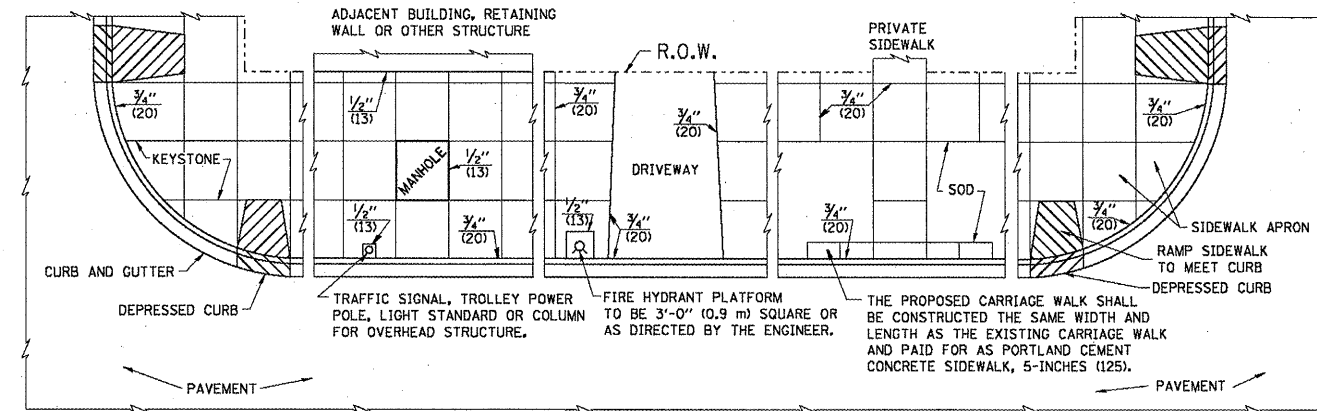 ADJACENT BUILDING, RETAINING
WALL OR OTHER STRUCTURE
R.O.W.
PRIVATE
SIDEWALK
3/4"
(20)
1/2"
(13)
3/4"
(20)
3/4"
(20)
3/4"
(20)
3/4"
(20)
KEYSTONE
MANHOLE
1/2"
(13)
DRIVEWAY
SOD
1/2"
(13)
3/4"
(20)
1/2"
(13)
3/4"
(20)
3/4"
(20)
3/4"
(20)
SIDEWALK APRON
RAMP SIDEWALK
TO MEET CURB
DEPRESSED CURB
CURB AND GUTTER
DEPRESSED CURB
TRAFFIC SIGNAL, TROLLEY POWER
POLE, LIGHT STANDARD OR COLUMN
FOR OVERHEAD STRUCTURE.
FIRE HYDRANT PLATFORM
TO BE 3'-0" (0.9 m) SQUARE OR
AS DIRECTED BY THE ENGINEER.
THE PROPOSED CARRIAGE WALK SHALL
BE CONSTRUCTED THE SAME WIDTH AND
LENGTH AS THE EXISTING CARRIAGE WALK
AND PAID FOR AS PORTLAND CEMENT
CONCRETE SIDEWALK, 5-INCHES (125).
PAVEMENT
PAVEMENT